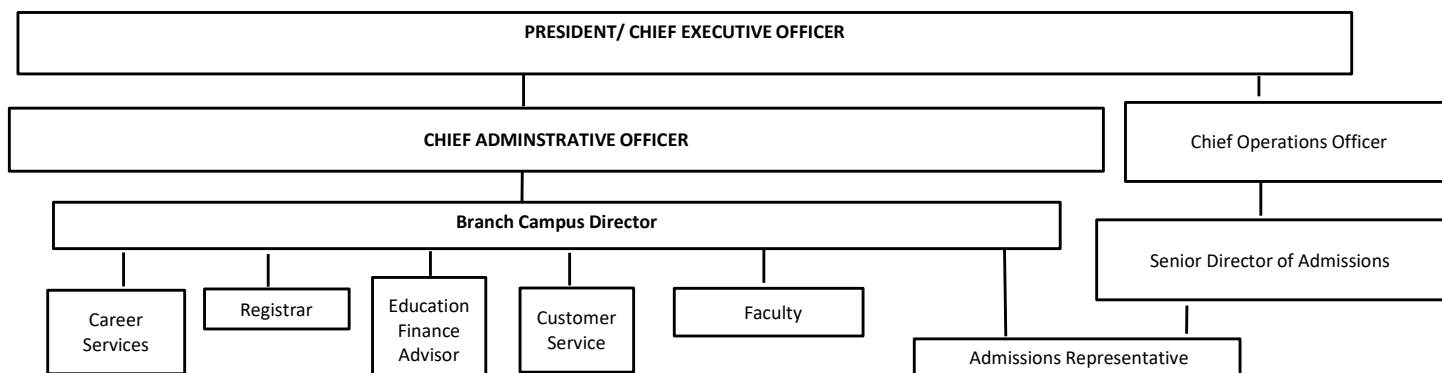 PRESIDENT/ CHIEF EXECUTIVE OFFICER
CHIEF ADMINSTRATIVE OFFICER
Chief Operations Officer
Branch Campus Director
Senior Director of Admissions
Career
Services
Registrar
Education
Finance
Advisor
Customer
Service
Faculty
Admissions Representative